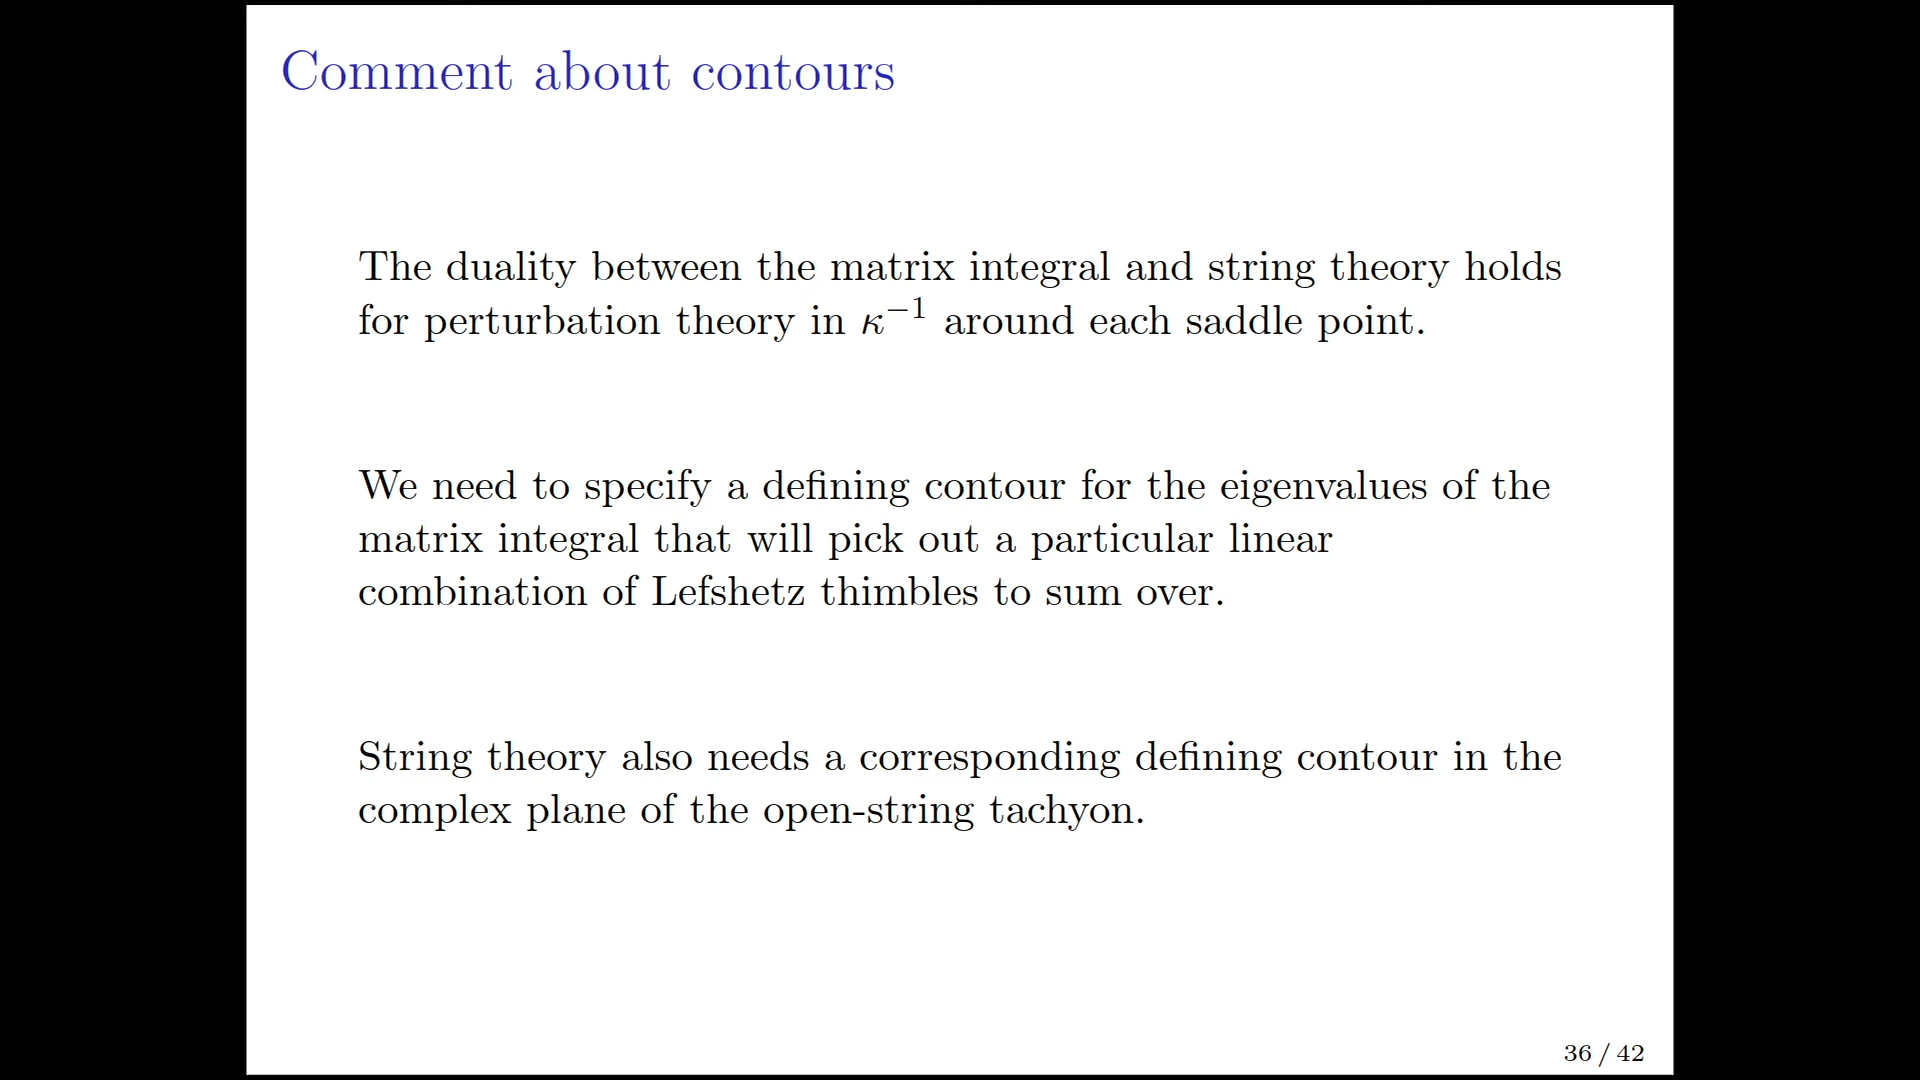 Comment about contours
The duality between the matrix integral and string theory holds
for perturbation theory in κ⁻¹ around each saddle point.
We need to specify a defining contour for the eigenvalues of the
matrix integral that will pick out a particular linear
combination of Lefshetz thimbles to sum over.
String theory also needs a corresponding defining contour in the
complex plane of the open-string tachyon.
36 / 42